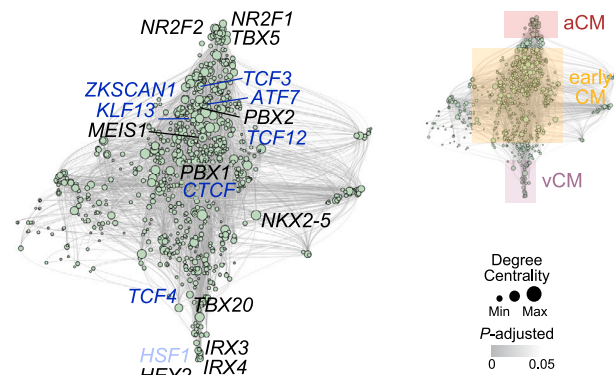 NR2F2 NR2F1
TBX5
ZKSCAN1 TCF3
KLF13 ATF7
MEIS1 PBX2
TCF12
PBX1
CTCF
NKX2-5
TCF4 TBX20
HSF1 IRX3
HEY2 IRX4
aCM
early
CM
vCM
Degree
Centrality
Min Max
P-adjusted
0 0.05